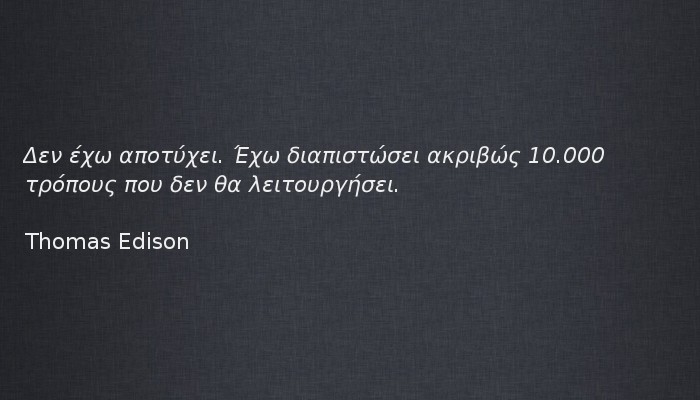 Δεν έχω αποτύχει. Έχω διαπιστώσει ακριβώς 10.000
τρόπους που δεν θα λειτουργήσει.
Thomas Edison